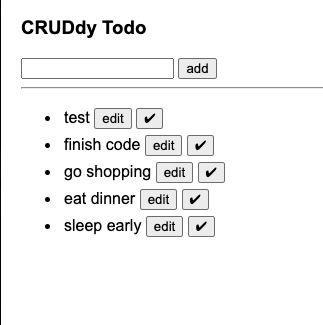 CRUDdy Todo
add
test edit ✔
finish code edit ✔
go shopping edit ✔
eat dinner edit ✔
sleep early edit ✔